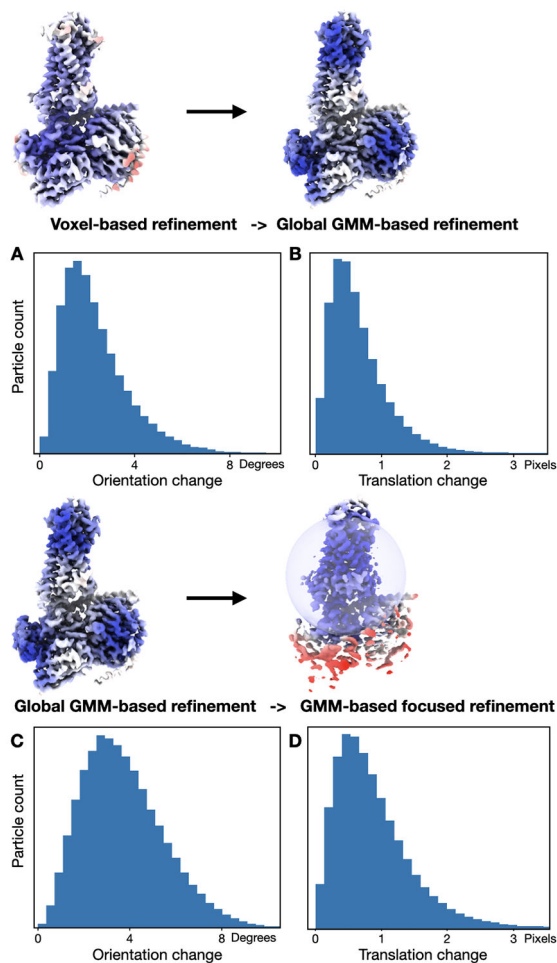 Voxel-based refinement -> Global GMM-based refinement
A
B
Particle count
0 4 8 Degrees
Orientation change
0 1 2 3 Pixels
Translation change
Global GMM-based refinement -> GMM-based focused refinement
C
D
Particle count
0 4 8 Degrees
Orientation change
0 1 2 3 Pixels
Translation change